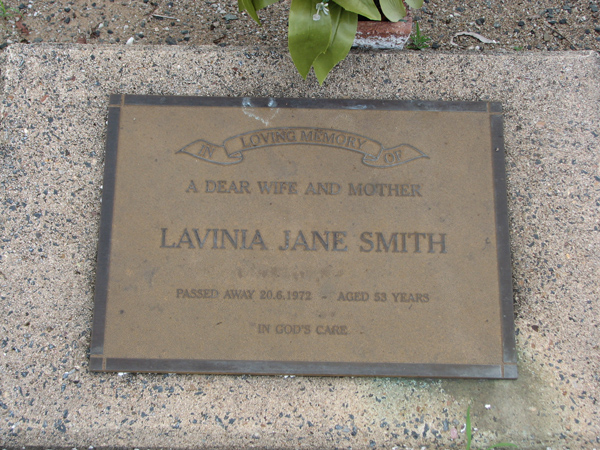 IN LOVING MEMORY OF
A DEAR WIFE AND MOTHER
LAVINIA JANE SMITH
PASSED AWAY 20.6.1972 - AGED 53 YEARS
IN GOD'S CARE